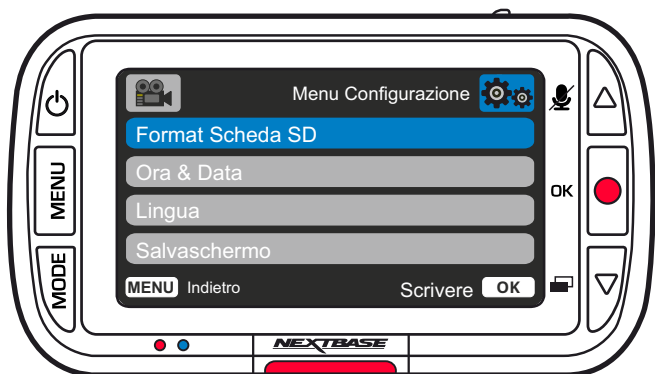 Menu Configurazione
Format Scheda SD
Ora & Data
Lingua
Salvaschermo
MENU Indietro
Scrivere OK
MENU
MODE
OK
NEXTBASE